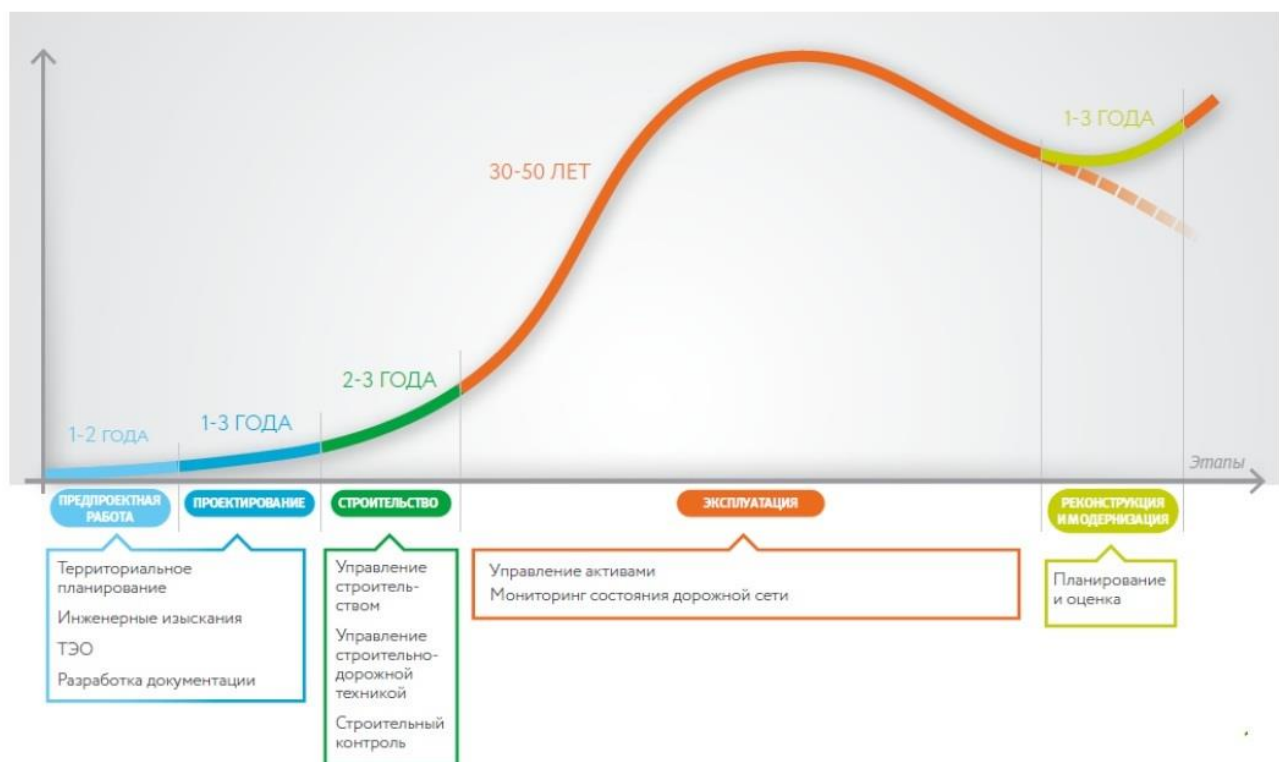 1-3 ГОДА
30-50 ЛЕТ
2-3 ГОДА
1-3 ГОДА
1-2 ГОДА
Этапы
ПРЕДПРОЕКТНАЯ
РАБОТА
ПРОЕКТИРОВАНИЕ
СТРОИТЕЛЬСТВО
ЭКСПЛУАТАЦИЯ
РЕКОНСТРУКЦИЯ
И МОДЕРНИЗАЦИЯ
Территориальное
планирование
Инженерные изыскания
ТЭО
Разработка документации
Управление
строитель-
ством
Управление
строительно-
дорожной
техникой
Строительный
контроль
Управление активами
Мониторинг состояния дорожной сети
Планирование
и оценка